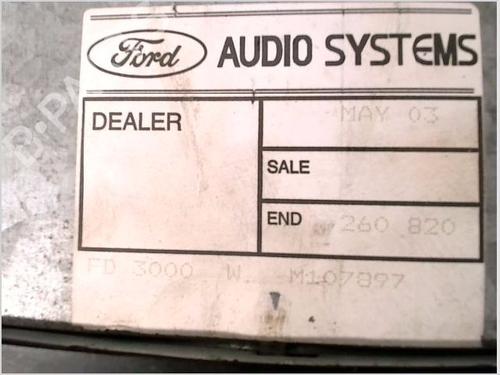 Ford AUDIO SYSTEMS
DEALER
MAY 03
SALE
END 260 820
FD 3000 W. M107897